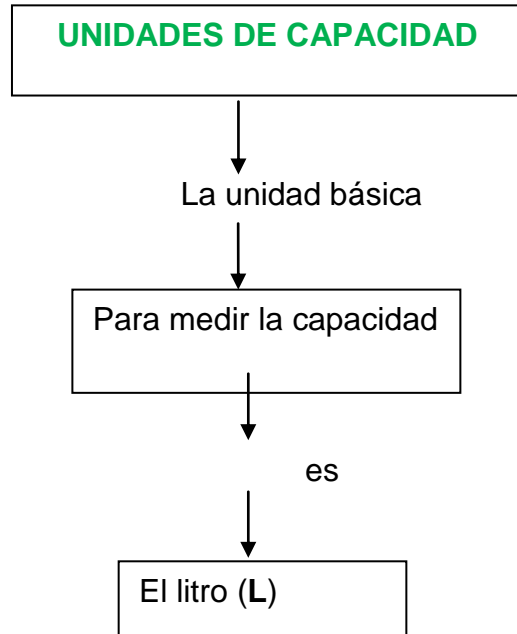 UNIDADES DE CAPACIDAD
La unidad básica
Para medir la capacidad
es
El litro (L)